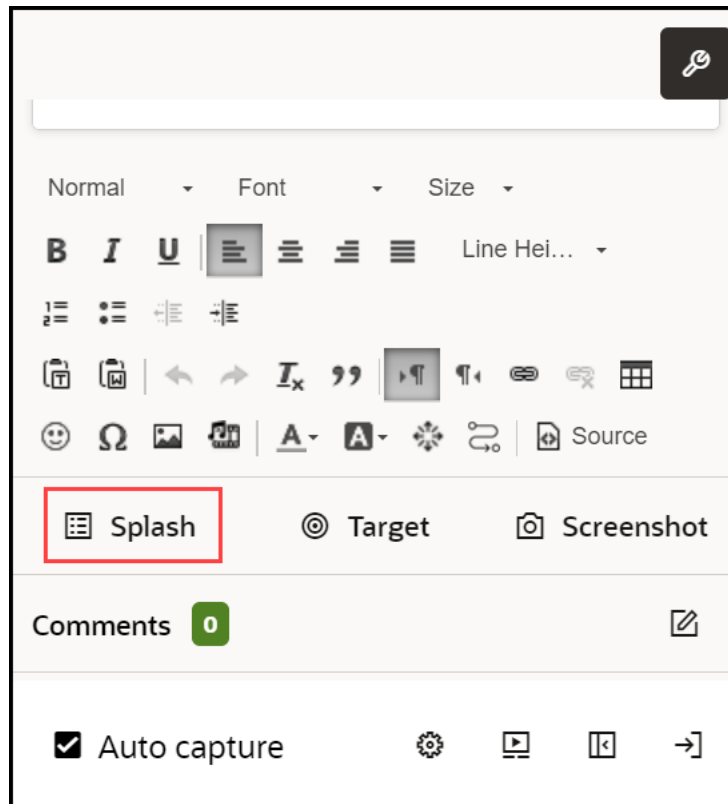 Normal Font Size
B I U Line Hei...
Source
Splash Target Screenshot
Comments 0
Auto capture